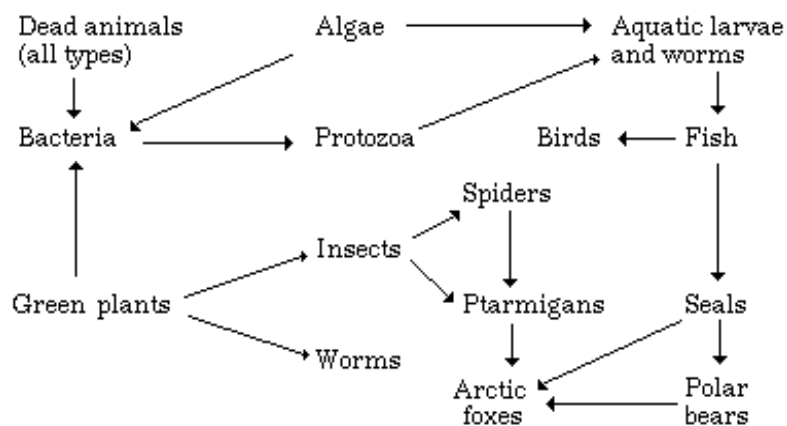 Dead animals
(all types)
Algae
Aquatic larvae
and worms
Bacteria
Protozoa
Birds
Fish
Spiders
Insects
Green plants
Ptarmigans
Seals
Worms
Arctic
foxes
Polar
bears